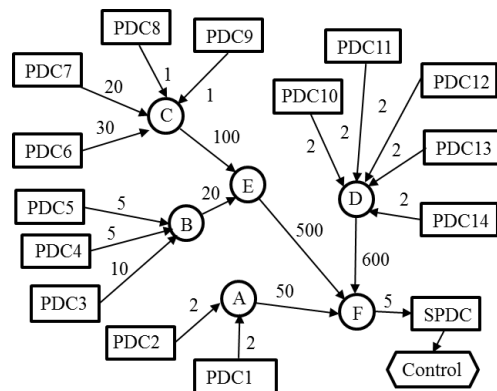 PDC8
PDC9
PDC11
PDC7
PDC10
PDC12
20
1
1
2
C
2
2
PDC13
PDC6
30
100
2
2
E
D
2
PDC14
PDC5
5
20
B
PDC4
5
500
600
10
PDC3
A
50
F
5
SPDC
2
PDC2
2
PDC1
Control